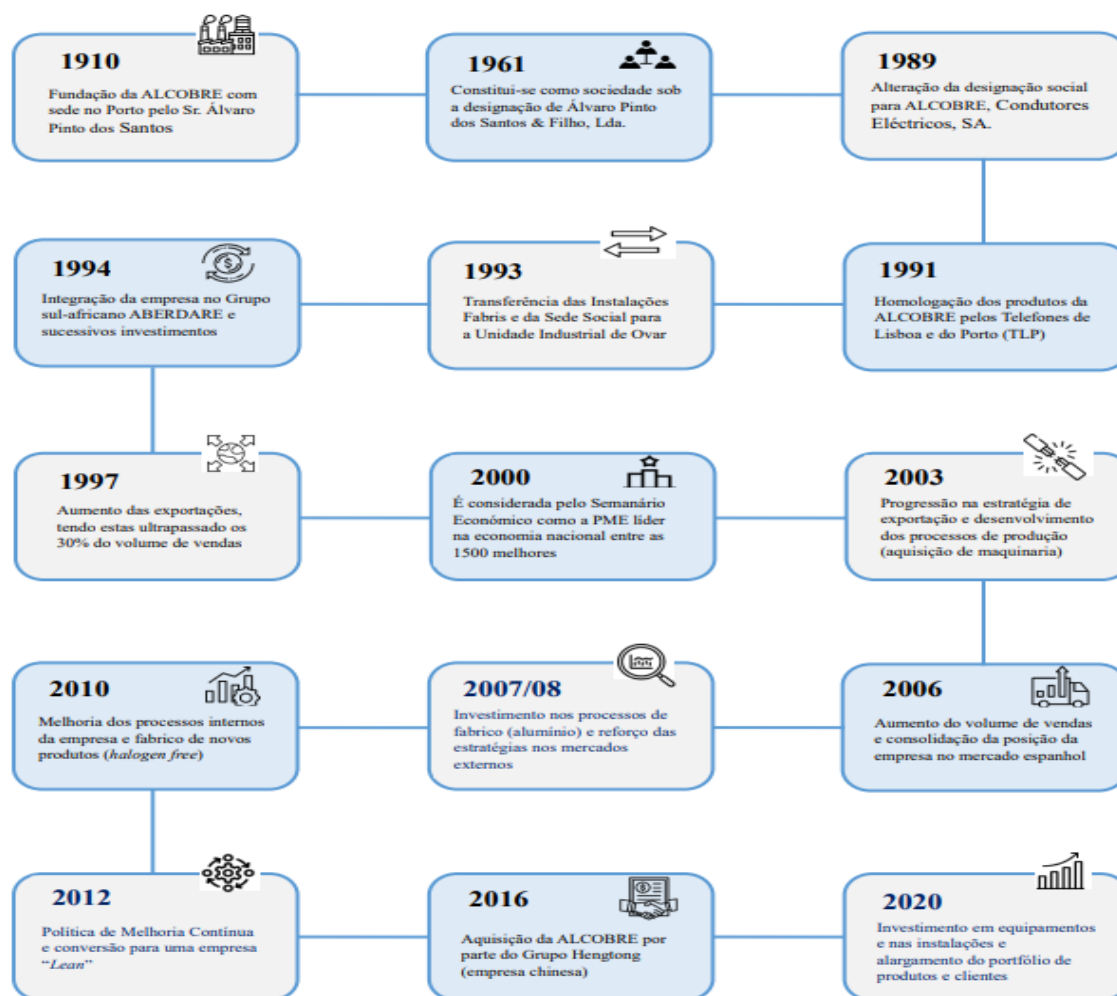 1910
Fundação da ALCOBRE com
sede no Porto pelo Sr. Álvaro
Pinto dos Santos
1961
Constitui-se como sociedade sob
a designação de Álvaro Pinto
dos Santos & Filho, Lda.
1989
Alteração da designação social
para ALCOBRE, Condutores
Eléctricos, SA.
1991
Homologação dos produtos da
ALCOBRE pelos Telefones de
Lisboa e do Porto (TLP)
1993
Transferência das Instalações
Fabris e da Sede Social para
a Unidade Industrial de Ovar
1994
Integração da empresa no Grupo
sul-africano ABERDARE e
sucessivos investimentos
1997
Aumento das exportações,
tendo estas ultrapassado os
30% do volume de vendas
2000
É considerada pelo Semanário
Económico como a PME líder
na economia nacional entre as
1500 melhores
2003
Progressão na estratégia de
exportação e desenvolvimento
dos processos de produção
(aquisição de maquinaria)
2006
Aumento do volume de vendas
e consolidação da posição da
empresa no mercado espanhol
2007/08
Investimento nos processos de
fabrico (alumínio) e reforço das
estratégias nos mercados
externos
2010
Melhoria dos processos internos
da empresa e fabrico de novos
produtos (halogen free)
2012
Política de Melhoria Contínua
e conversão para uma empresa
“Lean”
2016
Aquisição da ALCOBRE por
parte do Grupo Hengtong
(empresa chinesa)
2020
Investimento em equipamentos
e nas instalações e
alargamento do portfólio de
produtos e clientes